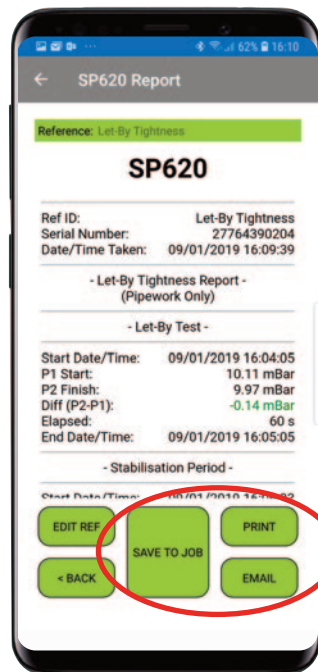 62% 16:10
SP620 Report
Reference: Let-By Tightness
SP620
Ref ID: Let-By Tightness
Serial Number: 27764390204
Date/Time Taken: 09/01/2019 16:09:39
- Let-By Tightness Report -
(Pipework Only)
- Let-By Test -
Start Date/Time: 09/01/2019 16:04:05
P1 Start: 10.11 mBar
P2 Finish: 9.97 mBar
Diff (P2-P1): -0.14 mBar
Elapsed: 60 s
End Date/Time: 09/01/2019 16:05:05
- Stabilisation Period -
EDIT REF
SAVE TO JOB
PRINT
< BACK
EMAIL